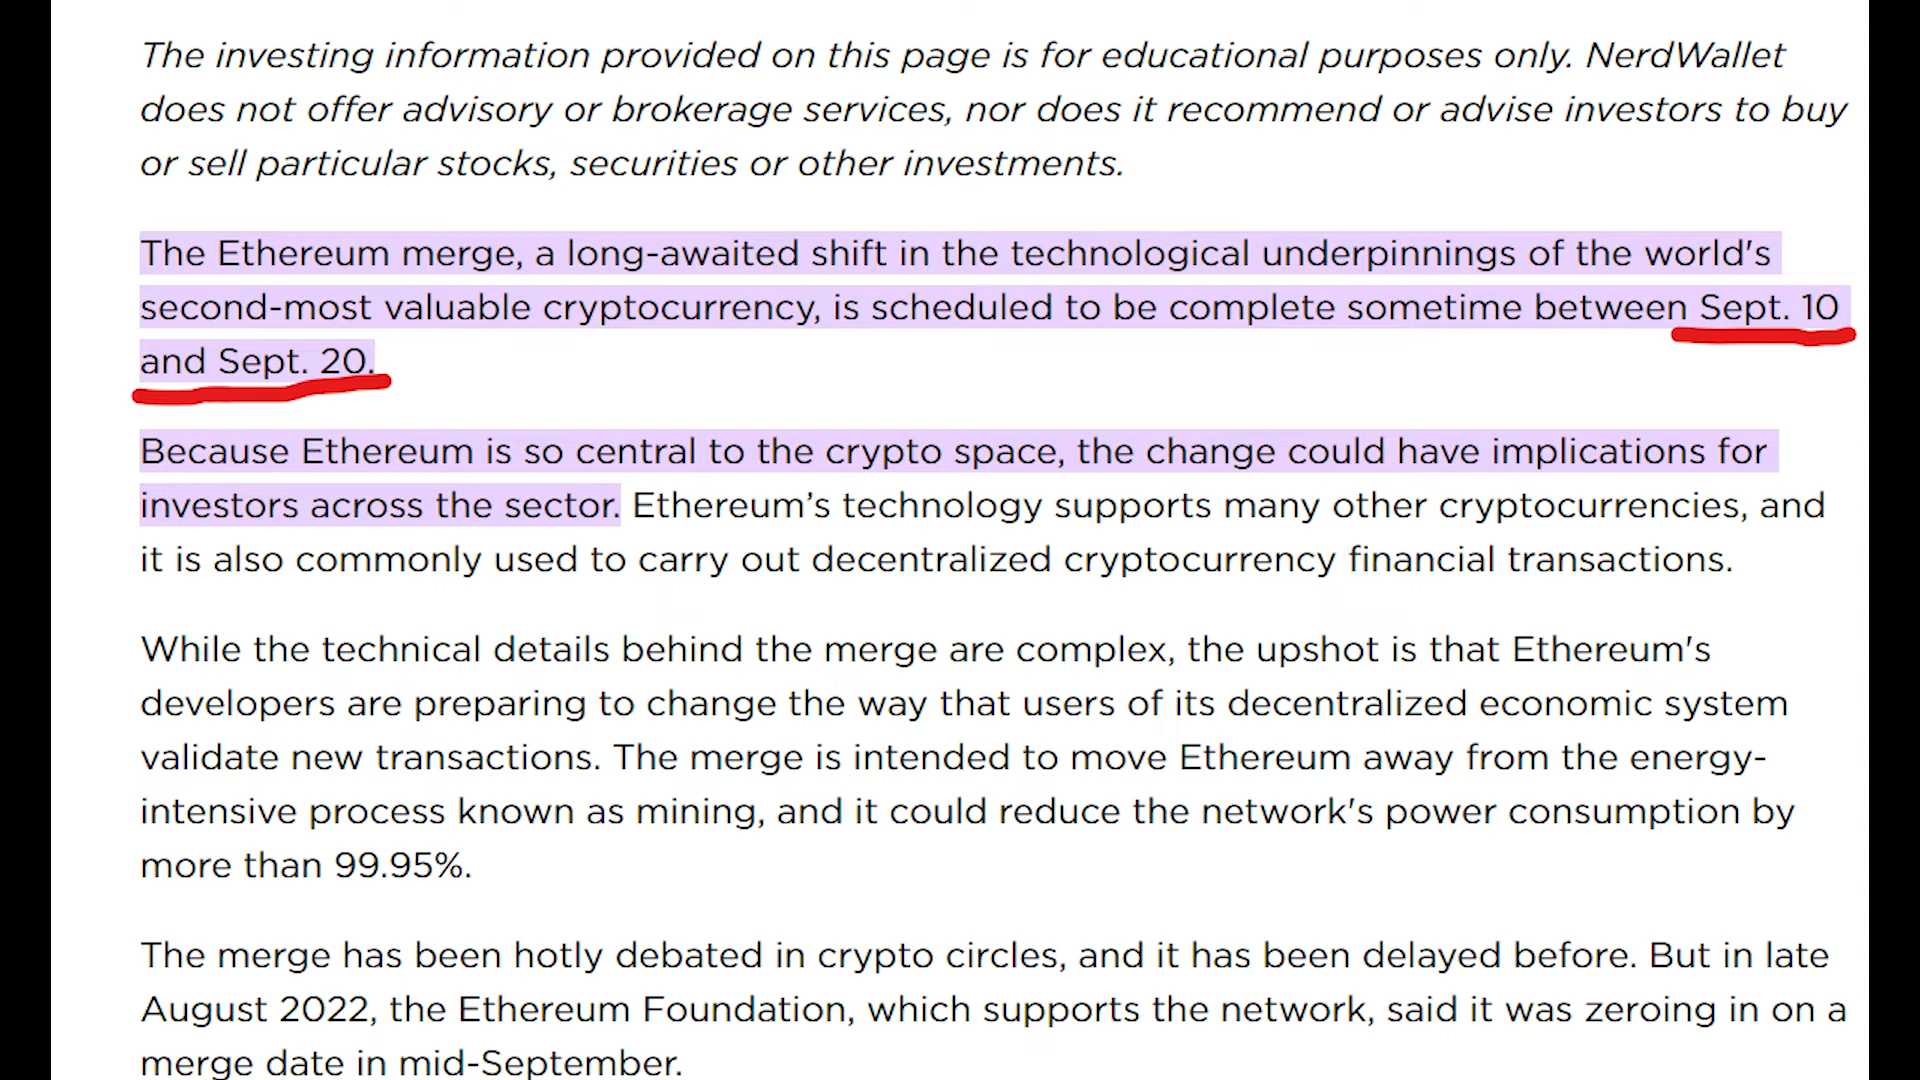 The investing information provided on this page is for educational purposes only. NerdWallet
does not offer advisory or brokerage services, nor does it recommend or advise investors to buy
or sell particular stocks, securities or other investments.
The Ethereum merge, a long-awaited shift in the technological underpinnings of the world's
second-most valuable cryptocurrency, is scheduled to be complete sometime between Sept. 10
and Sept. 20.
Because Ethereum is so central to the crypto space, the change could have implications for
investors across the sector. Ethereum’s technology supports many other cryptocurrencies, and
it is also commonly used to carry out decentralized cryptocurrency financial transactions.
While the technical details behind the merge are complex, the upshot is that Ethereum's
developers are preparing to change the way that users of its decentralized economic system
validate new transactions. The merge is intended to move Ethereum away from the energy-
intensive process known as mining, and it could reduce the network's power consumption by
more than 99.95%.
The merge has been hotly debated in crypto circles, and it has been delayed before. But in late
August 2022, the Ethereum Foundation, which supports the network, said it was zeroing in on a
merge date in mid-September.